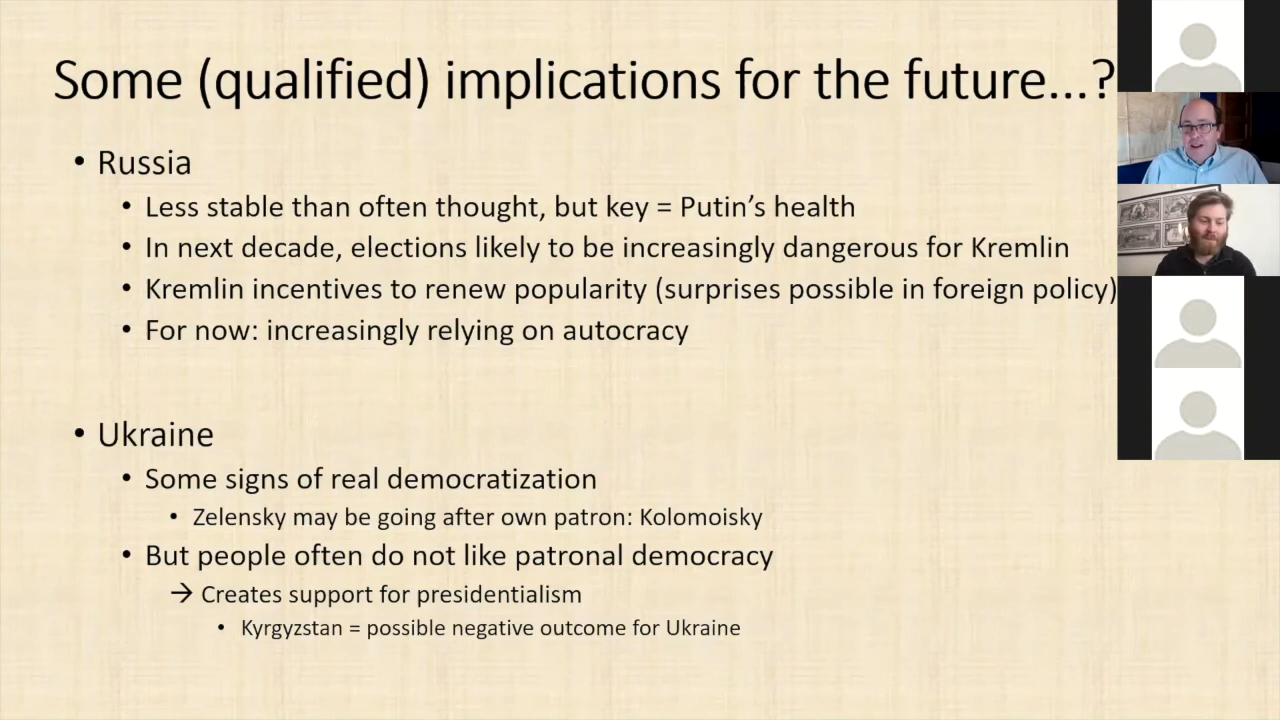 Some (qualified) implications for the future...?
• Russia
• Less stable than often thought, but key = Putin's health
• In next decade, elections likely to be increasingly dangerous for Kremlin
• Kremlin incentives to renew popularity (surprises possible in foreign policy)
• For now: increasingly relying on autocracy
• Ukraine
• Some signs of real democratization
• Zelensky may be going after own patron: Kolomoisky
• But people often do not like patronal democracy
→ Creates support for presidentialism
• Kyrgyzstan = possible negative outcome for Ukraine